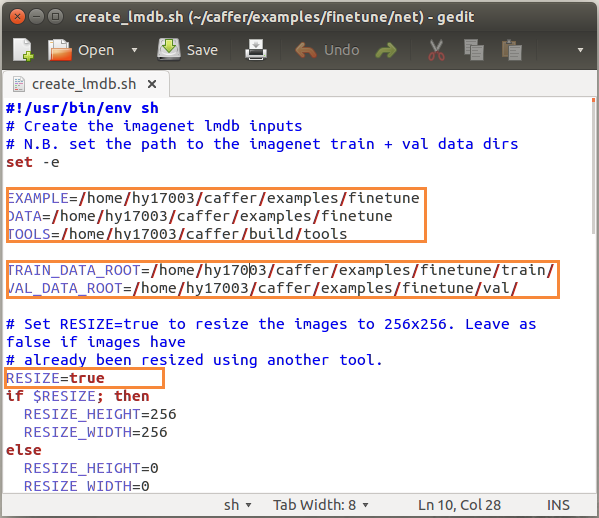 create_lmdb.sh (~/caffer/examples/finetune/net) - gedit
Open Save Undo
create_lmdb.sh ×
#!/usr/bin/env sh
# Create the imagenet lmdb inputs
# N.B. set the path to the imagenet train + val data dirs
set -e
EXAMPLE=/home/hy17003/caffer/examples/finetune
DATA=/home/hy17003/caffer/examples/finetune
TOOLS=/home/hy17003/caffer/build/tools
TRAIN_DATA_ROOT=/home/hy17003/caffer/examples/finetune/train/
VAL_DATA_ROOT=/home/hy17003/caffer/examples/finetune/val/
# Set RESIZE=true to resize the images to 256x256. Leave as
false if images have
# already been resized using another tool.
RESIZE=true
if $RESIZE; then
  RESIZE_HEIGHT=256
  RESIZE_WIDTH=256
else
  RESIZE_HEIGHT=0
  RESIZE_WIDTH=0
sh Tab Width: 8 Ln 10, Col 28 INS